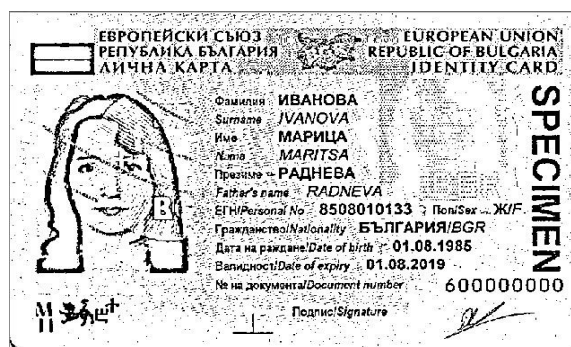 ЕВРОПЕЙСКИ СЪЮЗ
РЕПУБЛИКА БЪЛГАРИЯ
ЛИЧНА КАРТА
EUROPEAN UNION
REPUBLIC OF BULGARIA
IDENTITY CARD
Фамилия ИВАНОВА
Surname IVANOVA
Име МАРИЦА
Name MARITSA
Презиме РАДНЕВА
Father's name RADNEVA
ЕГН/Personal No 8508010133 Пол/Sex Ж/F
Гражданство/Nationality БЪЛГАРИЯ/BGR
Дата на раждане/Date of birth 01.08.1985
Валидност/Date of expiry 01.08.2019
№ на документа/Document number 600000000
Подпис/Signature
SPECIMEN